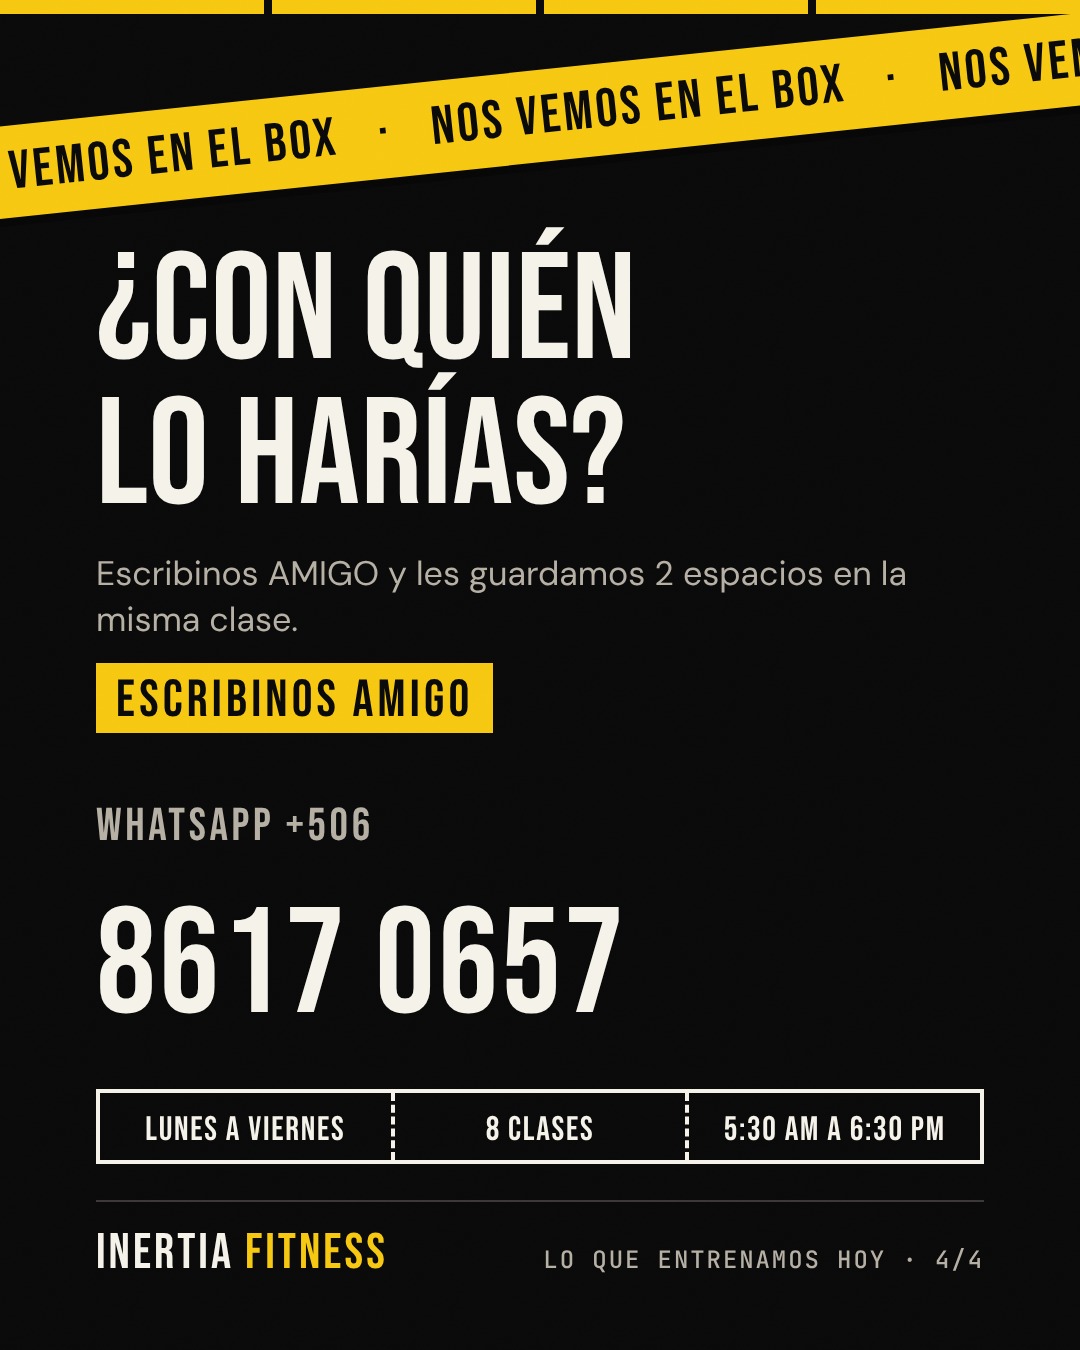 VEMOS EN EL BOX · NOS VEMOS EN EL BOX · NOS
¿CON QUIÉN
LO HARÍAS?
Escribinos AMIGO y les guardamos 2 espacios en la
misma clase.
ESCRIBINOS AMIGO
WHATSAPP +506
8617 0657
LUNES A VIERNES
8 CLASES
5:30 AM A 6:30 PM
INERTIA FITNESS
LO QUE ENTRENAMOS HOY · 4/4